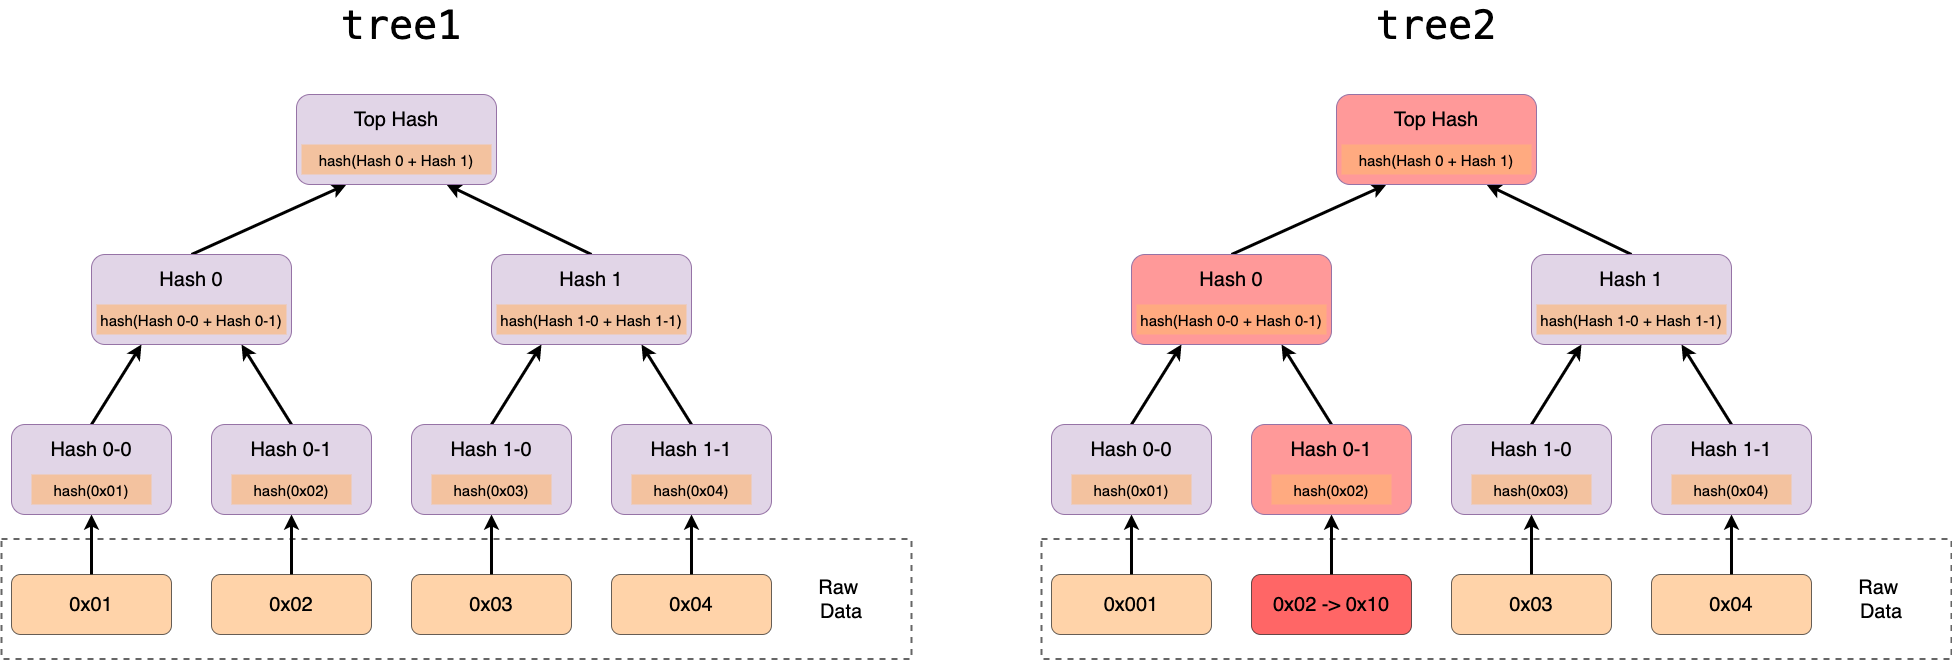 tree1
Top Hash
hash(Hash 0 + Hash 1)
Hash 0
hash(Hash 0-0 + Hash 0-1)
Hash 1
hash(Hash 1-0 + Hash 1-1)
Hash 0-0
hash(0x01)
Hash 0-1
hash(0x02)
Hash 1-0
hash(0x03)
Hash 1-1
hash(0x04)
0x01
0x02
0x03
0x04
Raw
Data
tree2
Top Hash
hash(Hash 0 + Hash 1)
Hash 0
hash(Hash 0-0 + Hash 0-1)
Hash 1
hash(Hash 1-0 + Hash 1-1)
Hash 0-0
hash(0x01)
Hash 0-1
hash(0x02)
Hash 1-0
hash(0x03)
Hash 1-1
hash(0x04)
0x001
0x02 -> 0x10
0x03
0x04
Raw
Data